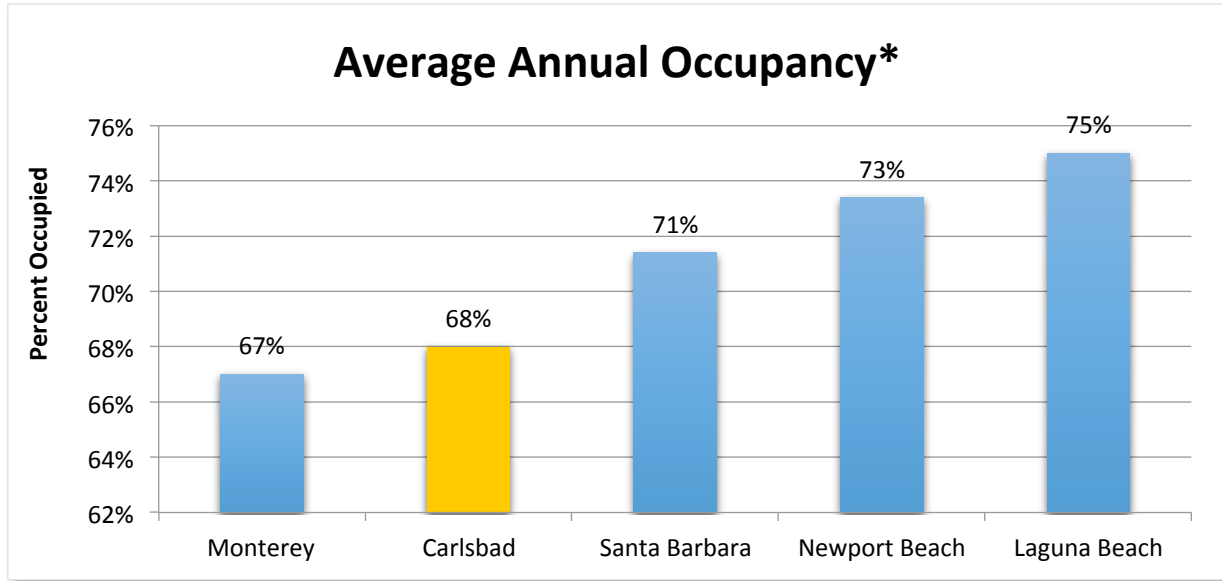 Average Annual Occupancy*
76%
74%
72%
70%
68%
66%
64%
62%
Percent Occupied
67%
68%
71%
73%
75%
Monterey
Carlsbad
Santa Barbara
Newport Beach
Laguna Beach